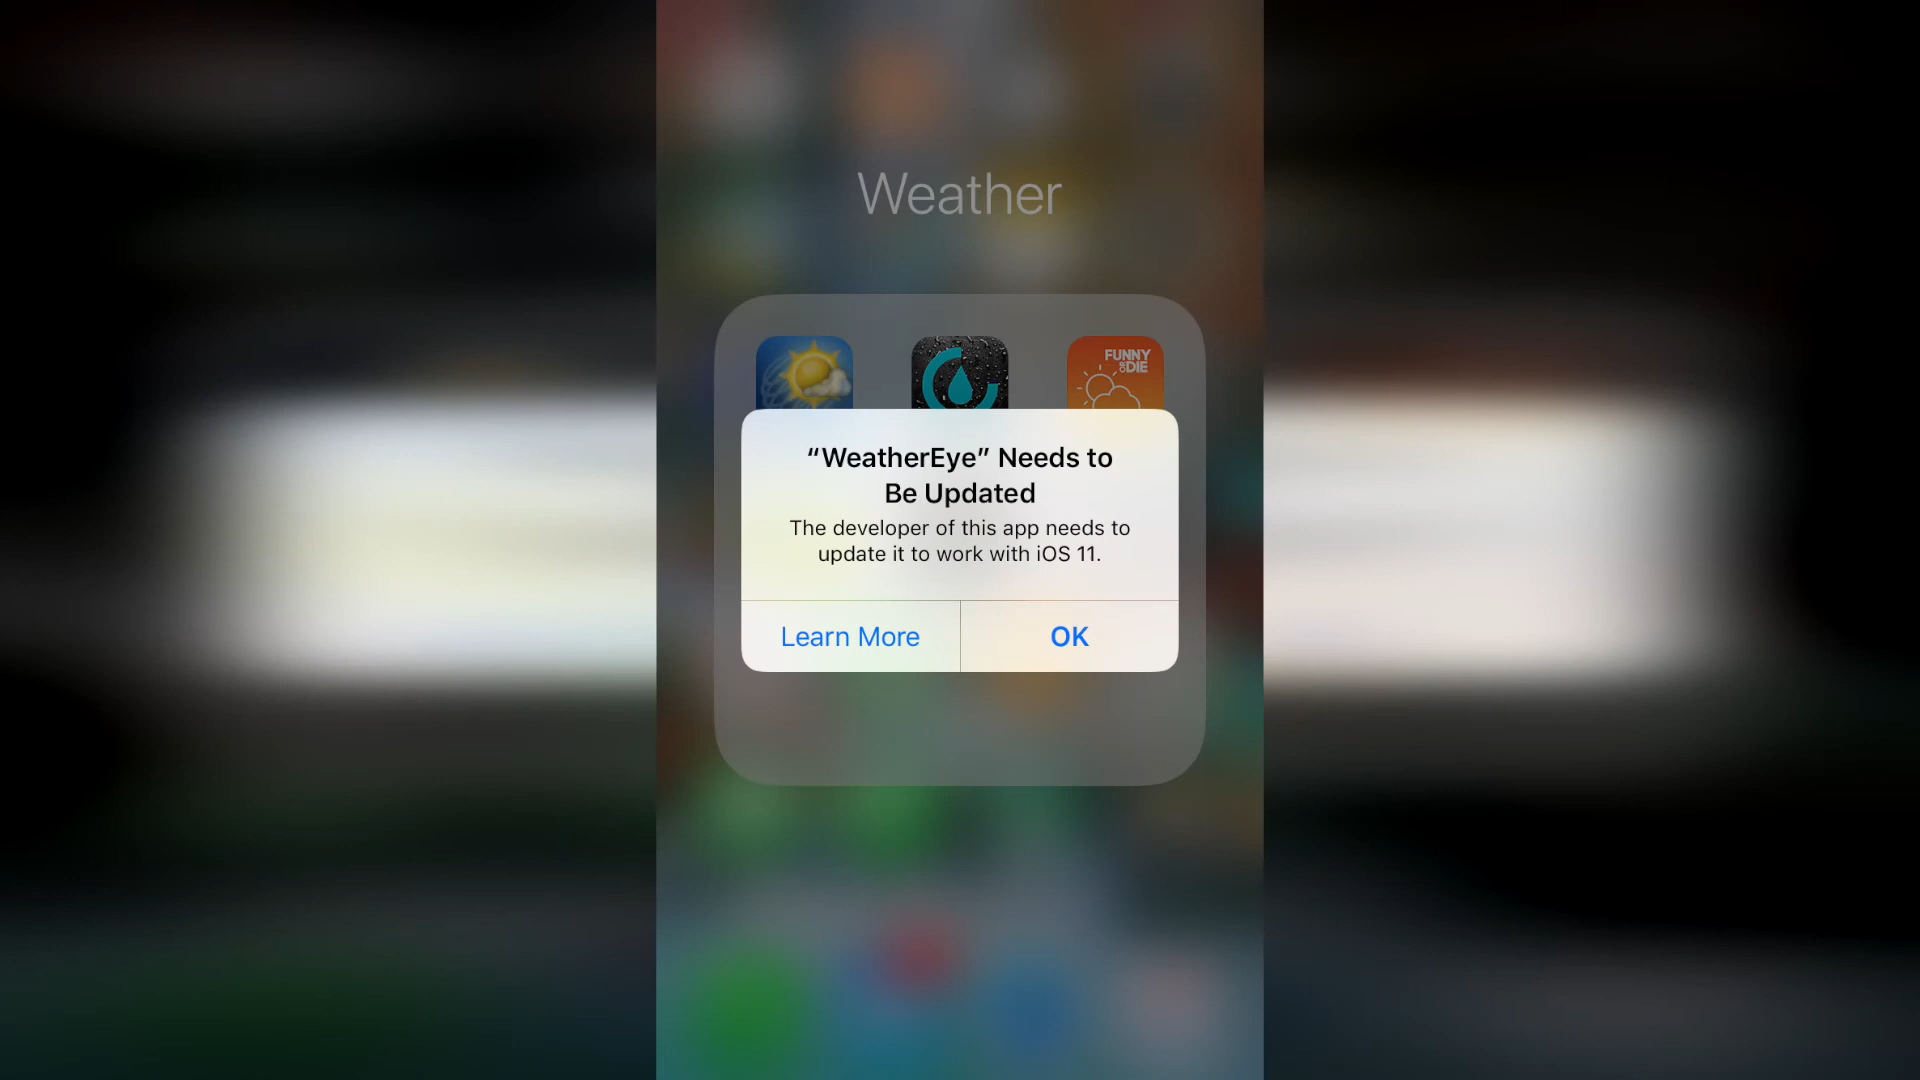 Weather
FUNNY
OR
DIE
“WeatherEye” Needs to
Be Updated
The developer of this app needs to
update it to work with iOS 11.
Learn More
OK